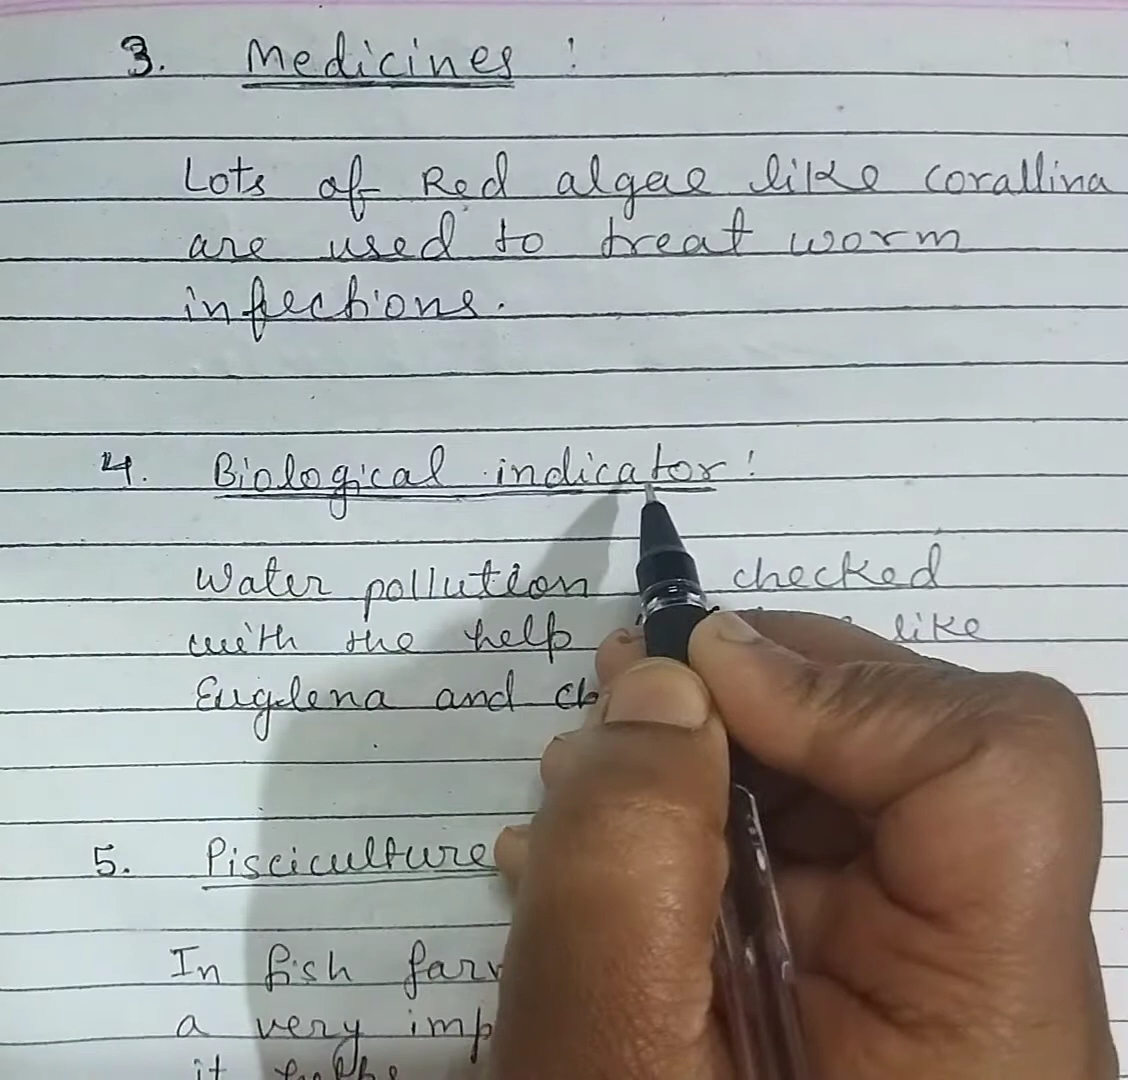 3. Medicines :
Lots of Red algae like corallina
are used to treat worm
infections.
4. Biological indicator :
Water pollution checked
with the help like
Euglena and
5. Pisciculture
In fish
a very
it